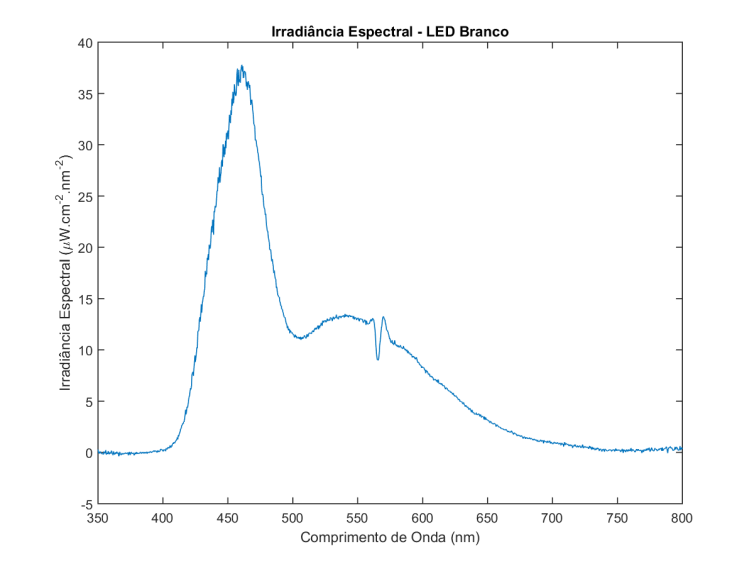 Irradiância Espectral - LED Branco
Irradiância Espectral (μW.cm⁻².nm⁻²)
40
35
30
25
20
15
10
5
0
-5
350 400 450 500 550 600 650 700 750 800
Comprimento de Onda (nm)